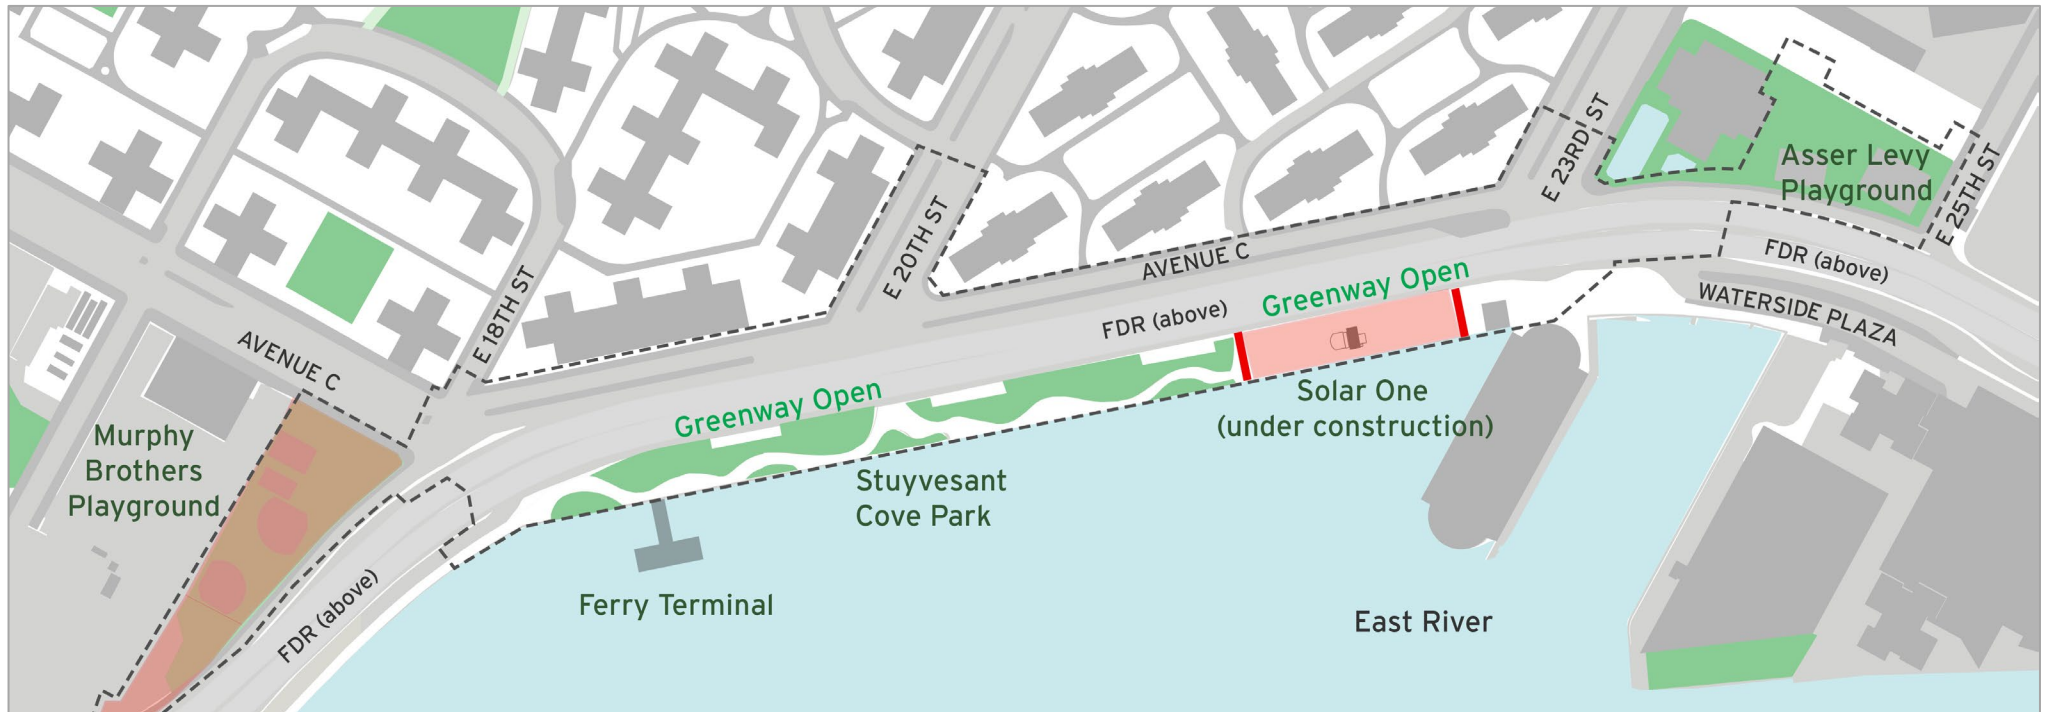 E 23RD ST
Asser Levy
Playground
E 25TH ST
E 20TH ST
AVENUE C
FDR (above)
Greenway Open
FDR (above)
WATERSIDE PLAZA
E 18TH ST
AVENUE C
Greenway Open
Solar One
(under construction)
Murphy
Brothers
Playground
Stuyvesant
Cove Park
FDR (above)
Ferry Terminal
East River